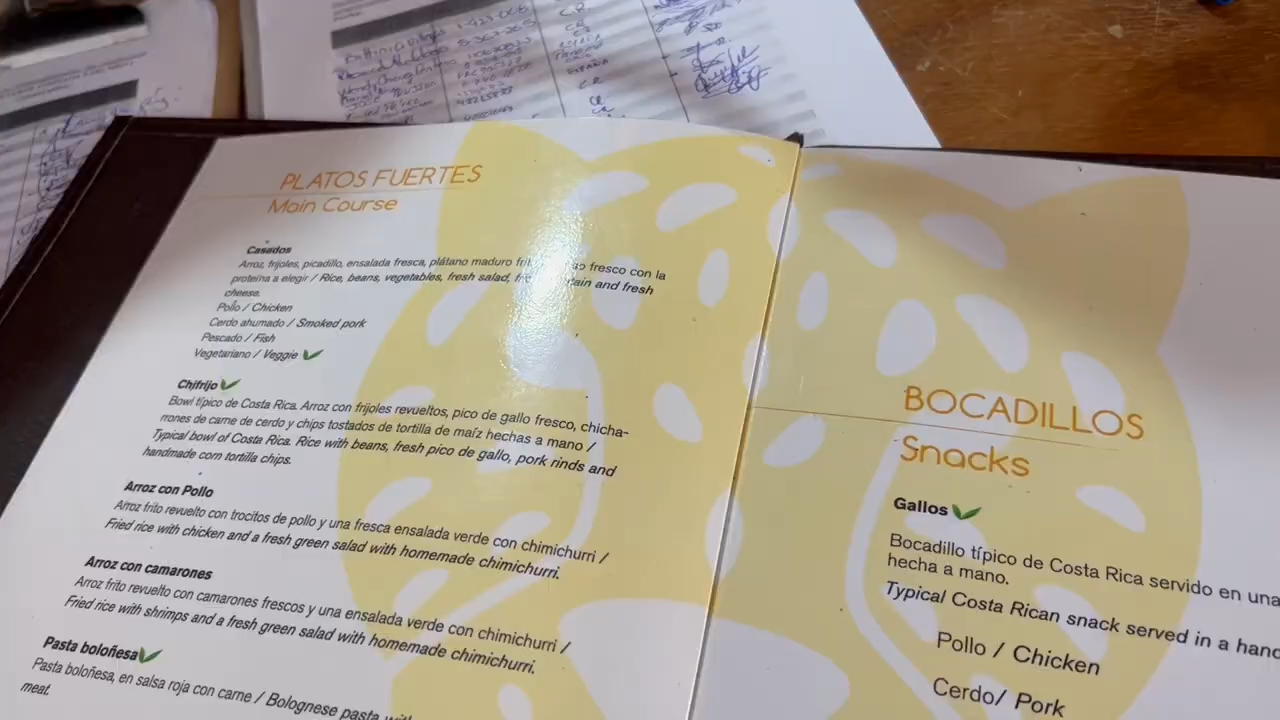 PLATOS FUERTES
Main Course
Casados
Arroz, frijoles, picadillo, ensalada fresca, plátano maduro fresco con la
proteína a elegir / Rice, beans, vegetables, fresh salad, and fresh
cheese.
Pollo / Chicken
Cerdo ahumado / Smoked pork
Pescado / Fish
Vegetariano / Veggie
Chifrijo
Bowl típico de Costa Rica. Arroz con frijoles revueltos, pico de gallo fresco, chicha-
rrones de carne de cerdo y chips tostados de tortilla de maíz hechas a mano /
Typical bowl of Costa Rica. Rice with beans, fresh pico de gallo, pork rinds and
handmade corn tortilla chips.
Arroz con Pollo
Arroz frito revuelto con trocitos de pollo y una fresca ensalada verde con chimichurri /
Fried rice with chicken and a fresh green salad with homemade chimichurri.
Arroz con camarones
Arroz frito revuelto con camarones frescos y una ensalada verde con chimichurri /
Fried rice with shrimps and a fresh green salad with homemade chimichurri.
Pasta boloñesa
Pasta boloñesa, en salsa roja con carne / Bolognese pasta with
meat.
BOCADILLOS
Snacks
Gallos
Bocadillo típico de Costa Rica servido en una
hecha a mano.
Typical Costa Rican snack served in a hand
Pollo / Chicken
Cerdo/ Pork